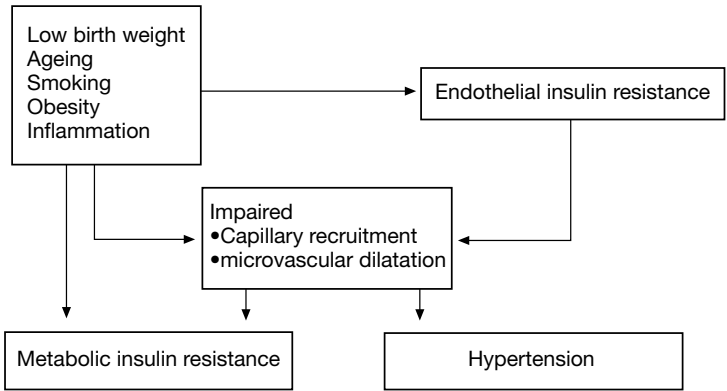 Low birth weight
Ageing
Smoking
Obesity
Inflammation
Endothelial insulin resistance
Impaired
•Capillary recruitment
•microvascular dilatation
Metabolic insulin resistance
Hypertension